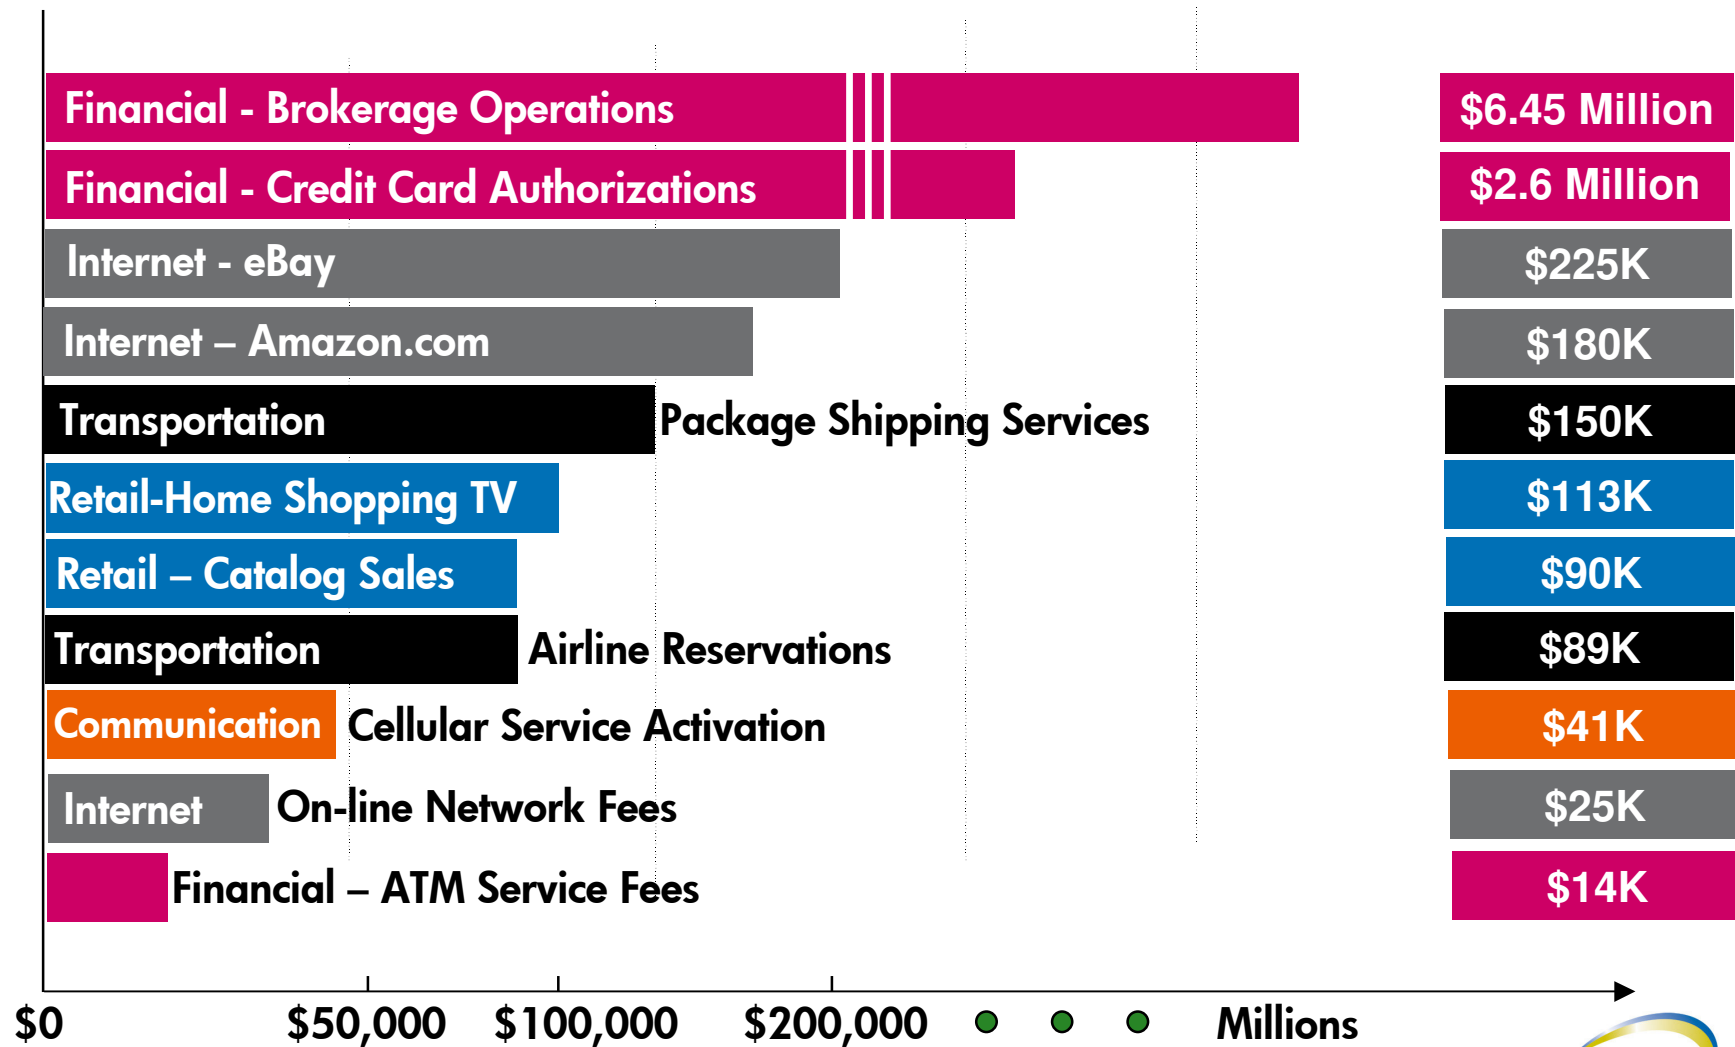 Financial - Brokerage Operations $6.45 Million
Financial - Credit Card Authorizations $2.6 Million
Internet - eBay $225K
Internet – Amazon.com $180K
Transportation Package Shipping Services $150K
Retail-Home Shopping TV $113K
Retail – Catalog Sales $90K
Transportation Airline Reservations $89K
Communication Cellular Service Activation $41K
Internet On-line Network Fees $25K
Financial – ATM Service Fees $14K
$0 $50,000 $100,000 $200,000 Millions